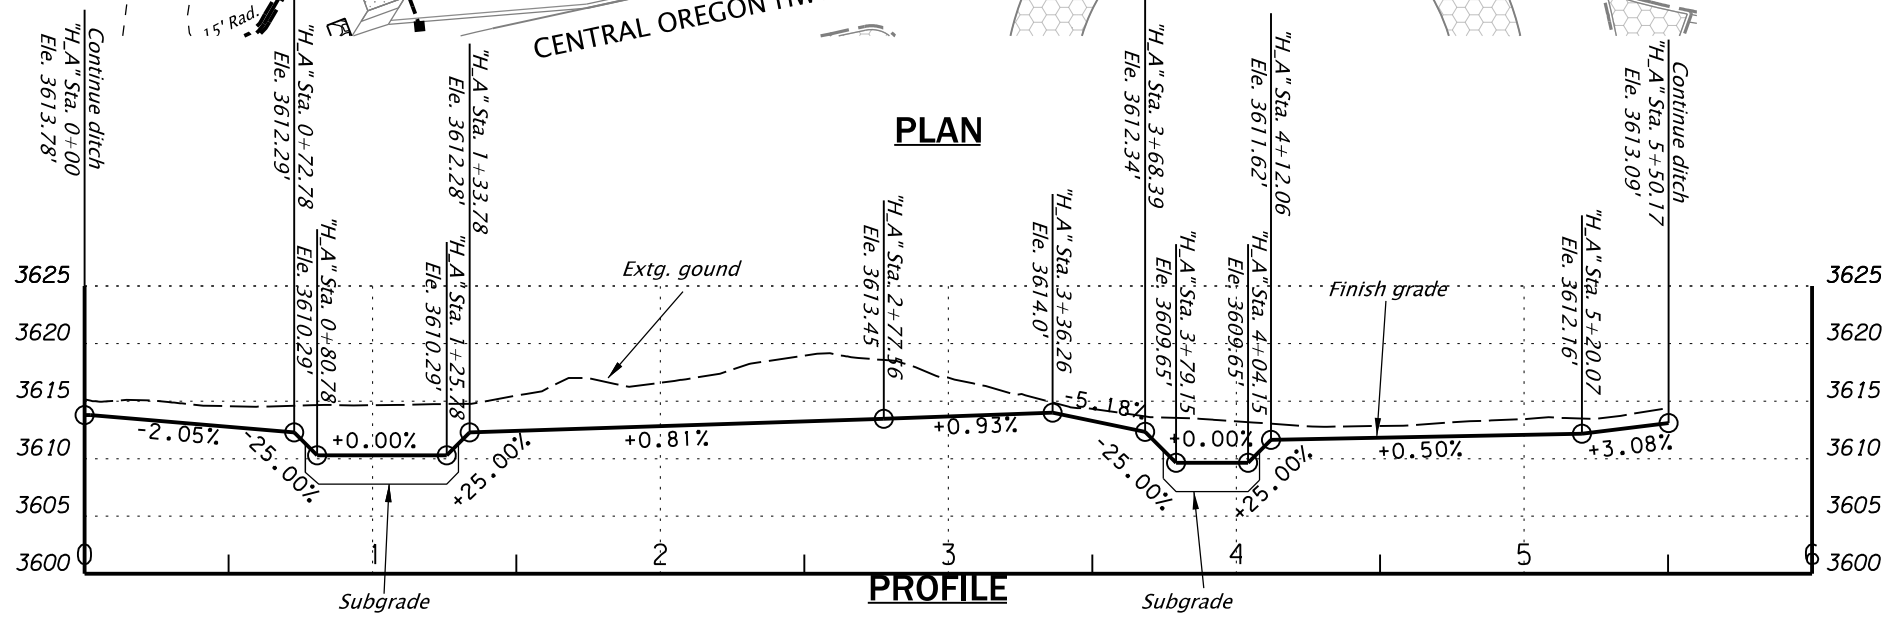 15' Rad.
CENTRAL OREGON
PLAN
Continue ditch
"H_A" Sta. 0+00
Ele. 3613.78'
"H_A" Sta. 0+72.78
Ele. 3612.29'
"H_A" Sta. 0+80.78
Ele. 3610.29'
"H_A" Sta. 1+25.78
Ele. 3610.29'
"H_A" Sta. 1+33.78
Ele. 3612.28'
"H_A" Sta. 2+77.56
Ele. 3613.45
"H_A" Sta. 3+36.26
Ele. 3614.0'
"H_A" Sta. 3+68.39
Ele. 3612.34'
"H_A" Sta. 3+79.15
Ele. 3609.65'
"H_A" Sta. 4+04.15
Ele. 3609.65'
"H_A" Sta. 4+12.06
Ele. 3611.62'
"H_A" Sta. 5+20.07
Ele. 3612.16'
Continue ditch
"H_A" Sta. 5+50.17
Ele. 3613.09'
Extg. gound
Finish grade
3625
3620
3615
3610
3605
3600
3625
3620
3615
3610
3605
3600
-2.05%
-25.00%
+0.00%
+25.00%
+0.81%
+0.93%
-5.18%
-25.00%
+0.00%
+25.00%
+0.50%
+3.08%
0 1 2 3 4 5 6
Subgrade
PROFILE
Subgrade